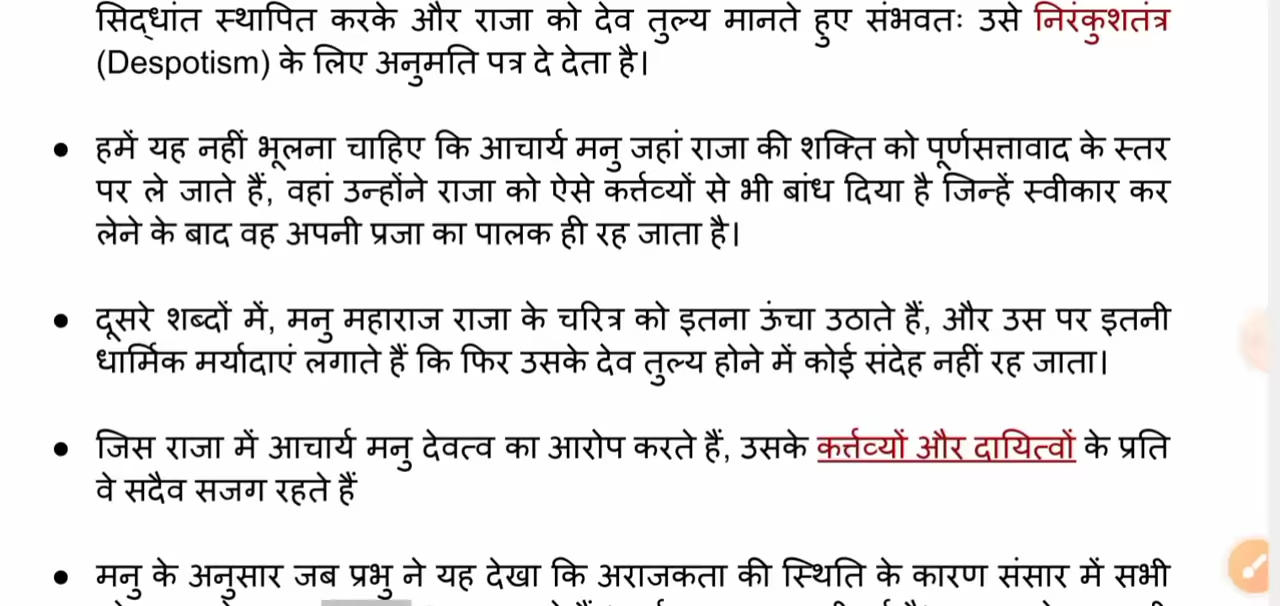 सिद्धांत स्थापित करके और राजा को देव तुल्य मानते हुए संभवतः उसे निरंकुशतंत्र
(Despotism) के लिए अनुमति पत्र दे देता है।
● हमें यह नहीं भूलना चाहिए कि आचार्य मनु जहां राजा की शक्ति को पूर्णसत्तावाद के स्तर
पर ले जाते हैं, वहां उन्होंने राजा को ऐसे कर्त्तव्यों से भी बांध दिया है जिन्हें स्वीकार कर
लेने के बाद वह अपनी प्रजा का पालक ही रह जाता है।
● दूसरे शब्दों में, मनु महाराज राजा के चरित्र को इतना ऊंचा उठाते हैं, और उस पर इतनी
धार्मिक मर्यादाएं लगाते हैं कि फिर उसके देव तुल्य होने में कोई संदेह नहीं रह जाता।
● जिस राजा में आचार्य मनु देवत्व का आरोप करते हैं, उसके कर्त्तव्यों और दायित्वों के प्रति
वे सदैव सजग रहते हैं
● मनु के अनुसार जब प्रभु ने यह देखा कि अराजकता की स्थिति के कारण संसार में सभी